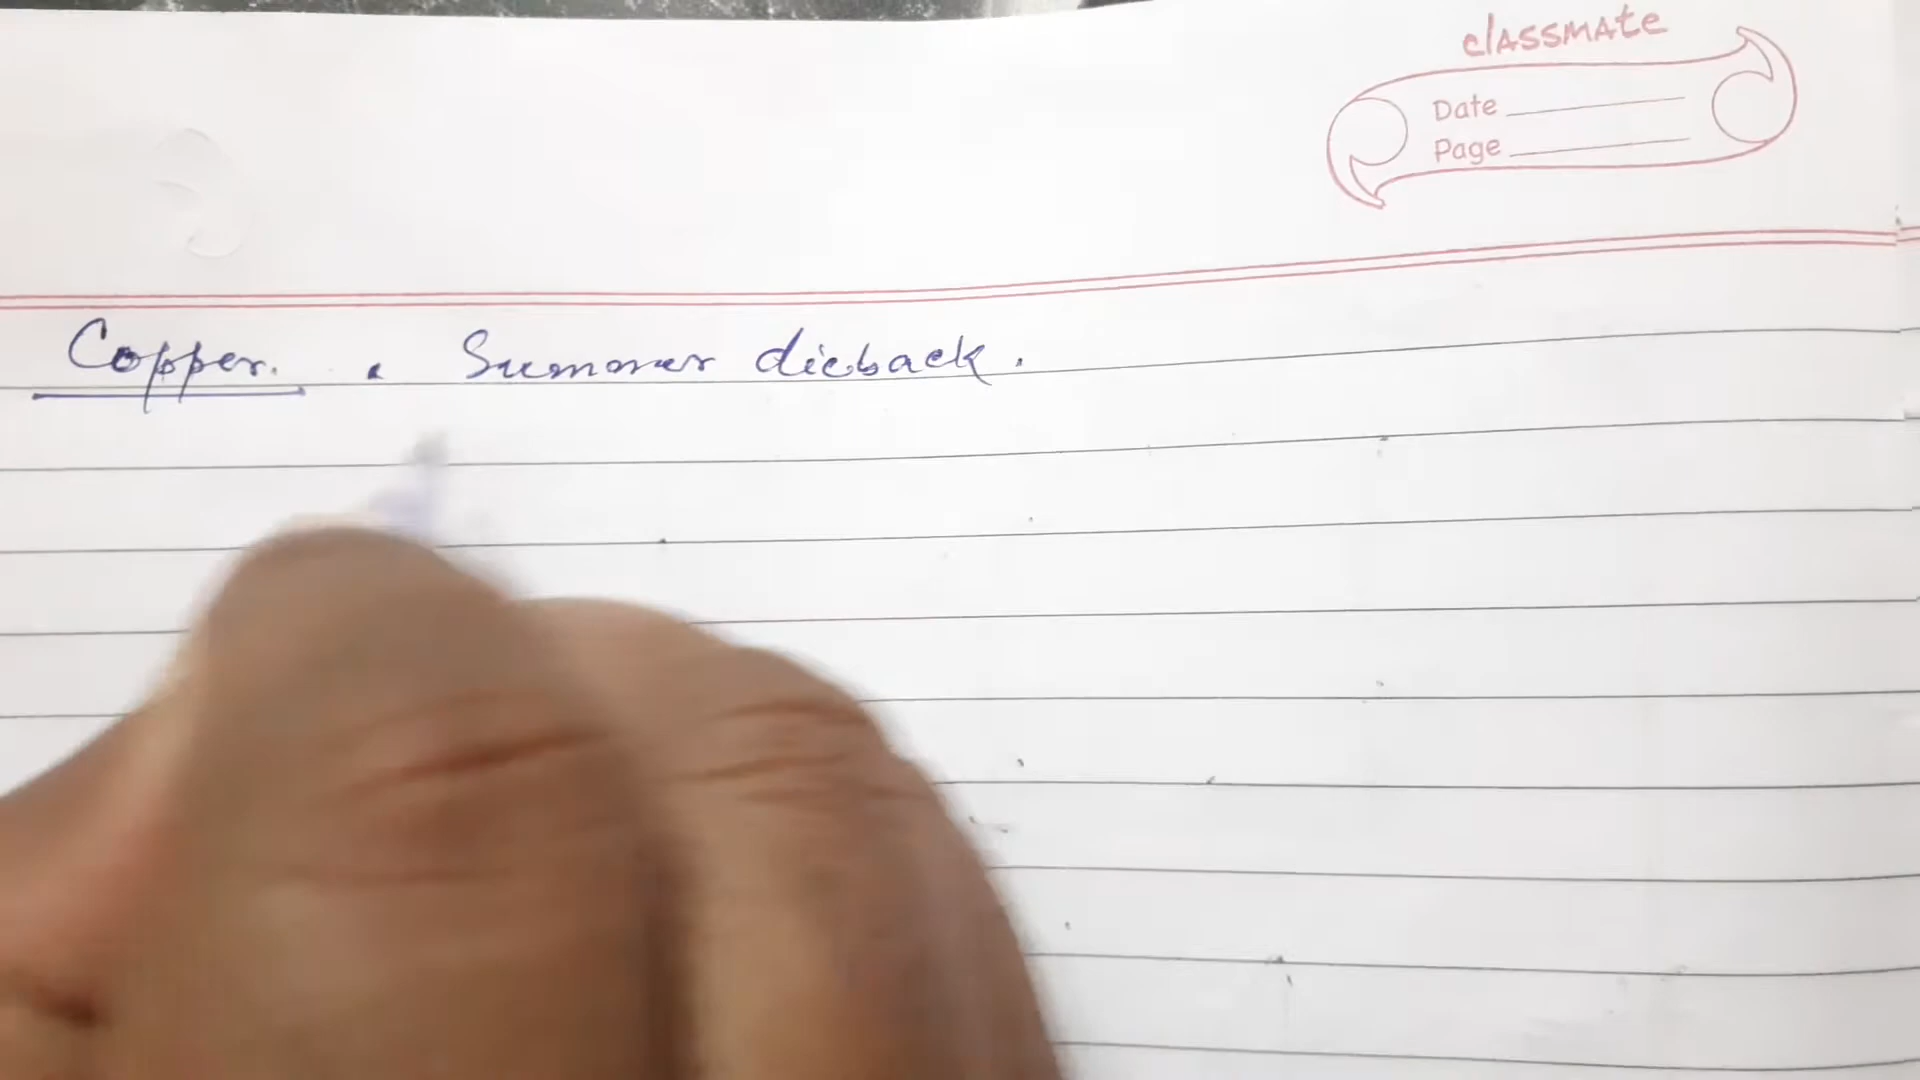 classmate
Date
Page
Copper. • Summer dieback.